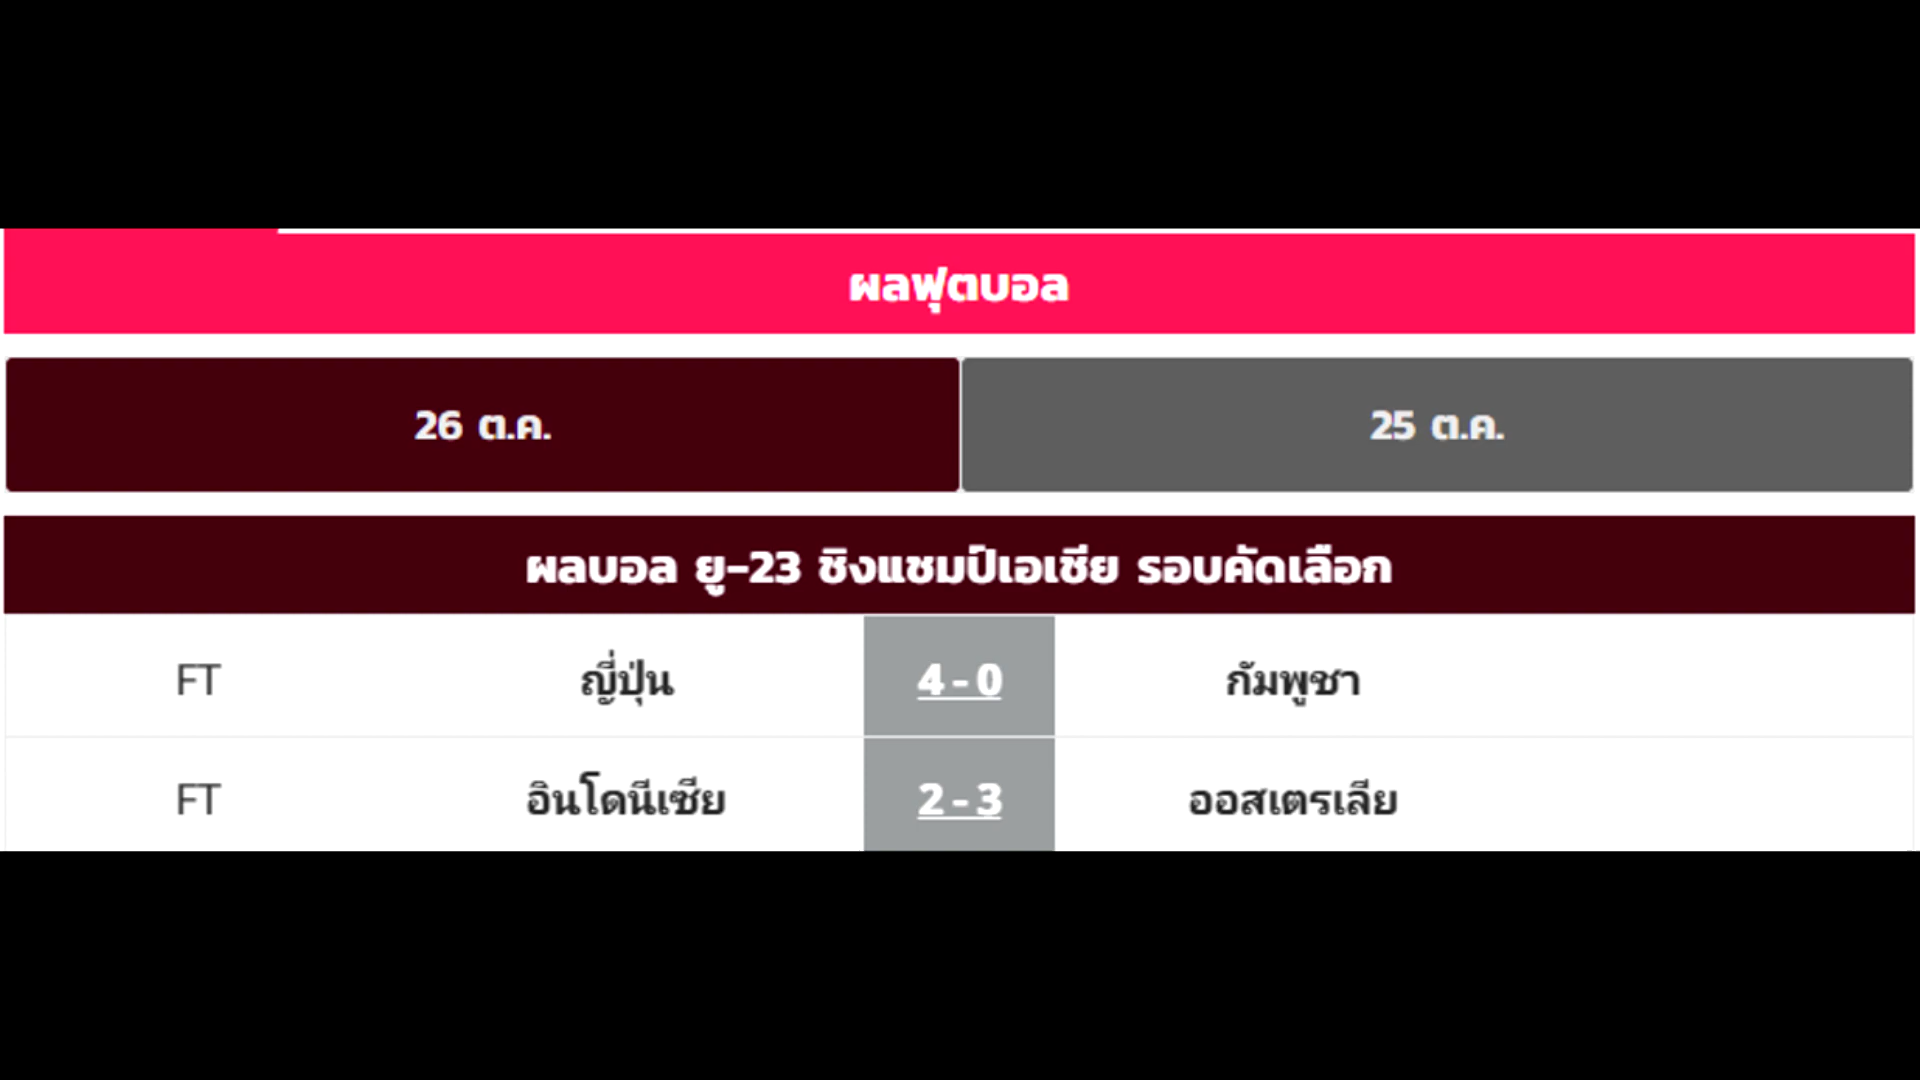 ผลฟุตบอล
26 ต.ค. 25 ต.ค.
ผลบอล ยู-23 ชิงแชมป์เอเชีย รอบคัดเลือก
FT ญี่ปุ่น 4 - 0 กัมพูชา
FT อินโดนีเซีย 2 - 3 ออสเตรเลีย